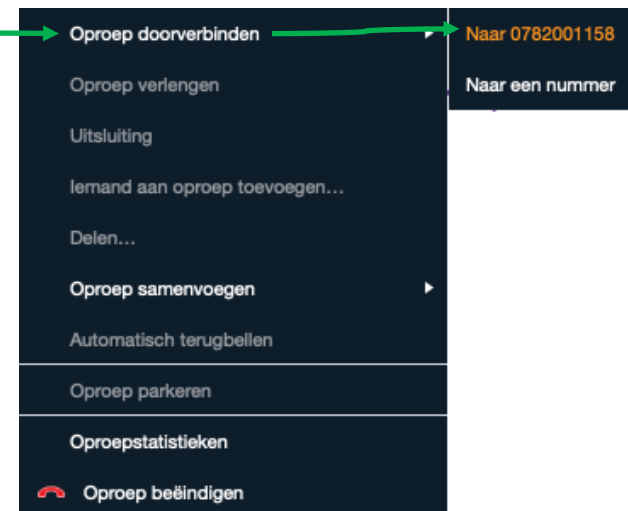 Oproep doorverbinden
Naar 0782001158
Oproep verlengen
Naar een nummer
Uitsluiting
Iemand aan oproep toevoegen...
Delen...
Oproep samenvoegen
Automatisch terugbellen
Oproep parkeren
Oproepstatistieken
Oproep beëindigen